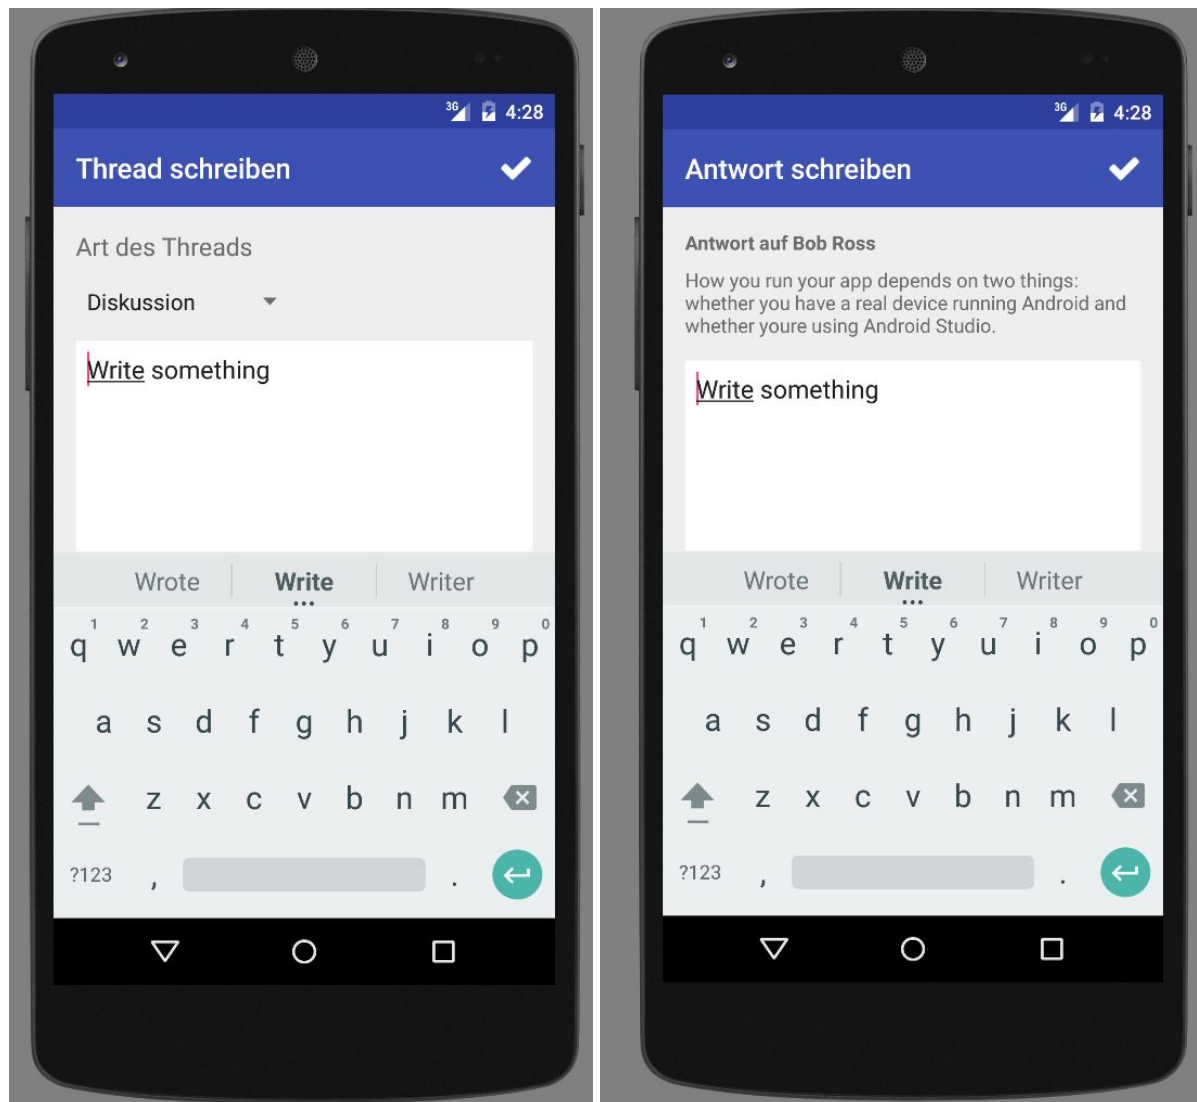 3G 4:28
Thread schreiben
Art des Threads
Diskussion
Write something
Wrote Write Writer
1 2 3 4 5 6 7 8 9 0
q w e r t y u i o p
a s d f g h j k l
z x c v b n m
?123 , .
3G 4:28
Antwort schreiben
Antwort auf Bob Ross
How you run your app depends on two things:
whether you have a real device running Android and
whether youre using Android Studio.
Write something
Wrote Write Writer
1 2 3 4 5 6 7 8 9 0
q w e r t y u i o p
a s d f g h j k l
z x c v b n m
?123 , .